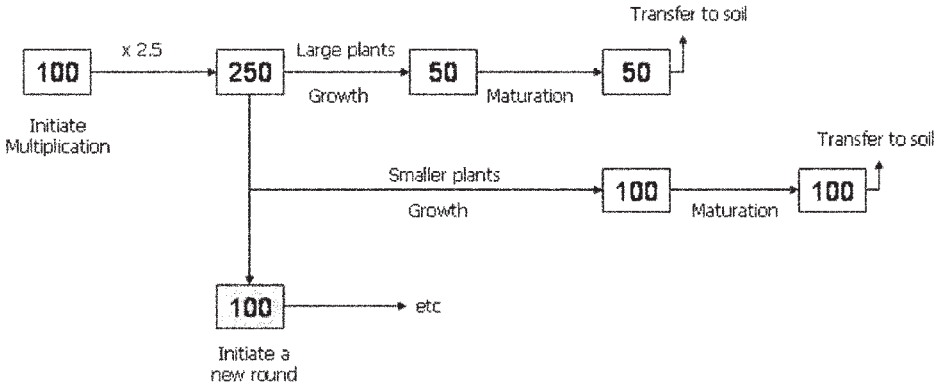 Transfer to soil
x 2.5
Large plants
100
250
50
50
Growth
Maturation
Initiate
Multiplication
Transfer to soil
Smaller plants
100
100
Growth
Maturation
100
etc
Initiate a
new round